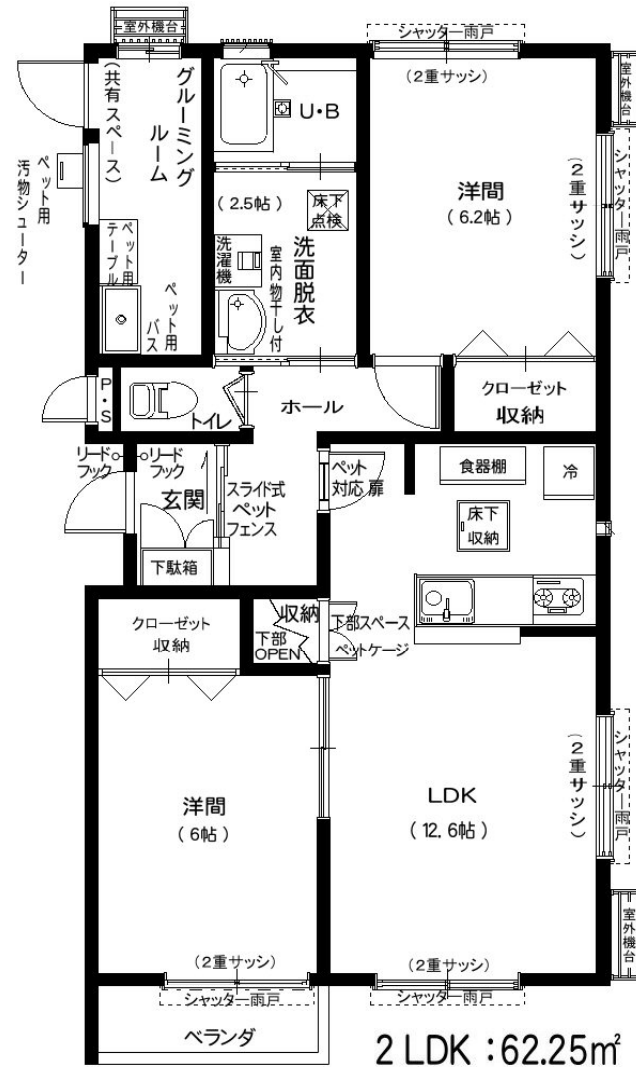 室外機台
シャッター雨戸
(2重サッシ)
室外機台
グルーミング
ルーム
(共有スペース)
U・B
ペット用
汚物シューター
洋間
(6.2帖)
(2重サッシ)
シャッター雨戸
(2.5帖)
床下
点検
洗面脱衣
室内物干し付
洗濯機
ペット用
テーブル
ペット用
バス
P・S
トイレ
ホール
クローゼット
収納
リード
フック
リード
フック
玄関
スライド式
ペット
フェンス
ペット
対応扉
食器棚
冷
床下
収納
下駄箱
クローゼット
収納
収納
下部
OPEN
下部スペース
ペットケージ
洋間
(6帖)
LDK
(12.6帖)
(2重サッシ)
シャッター雨戸
室外機台
(2重サッシ)
シャッター雨戸
(2重サッシ)
シャッター雨戸
ベランダ
2 LDK:62.25㎡